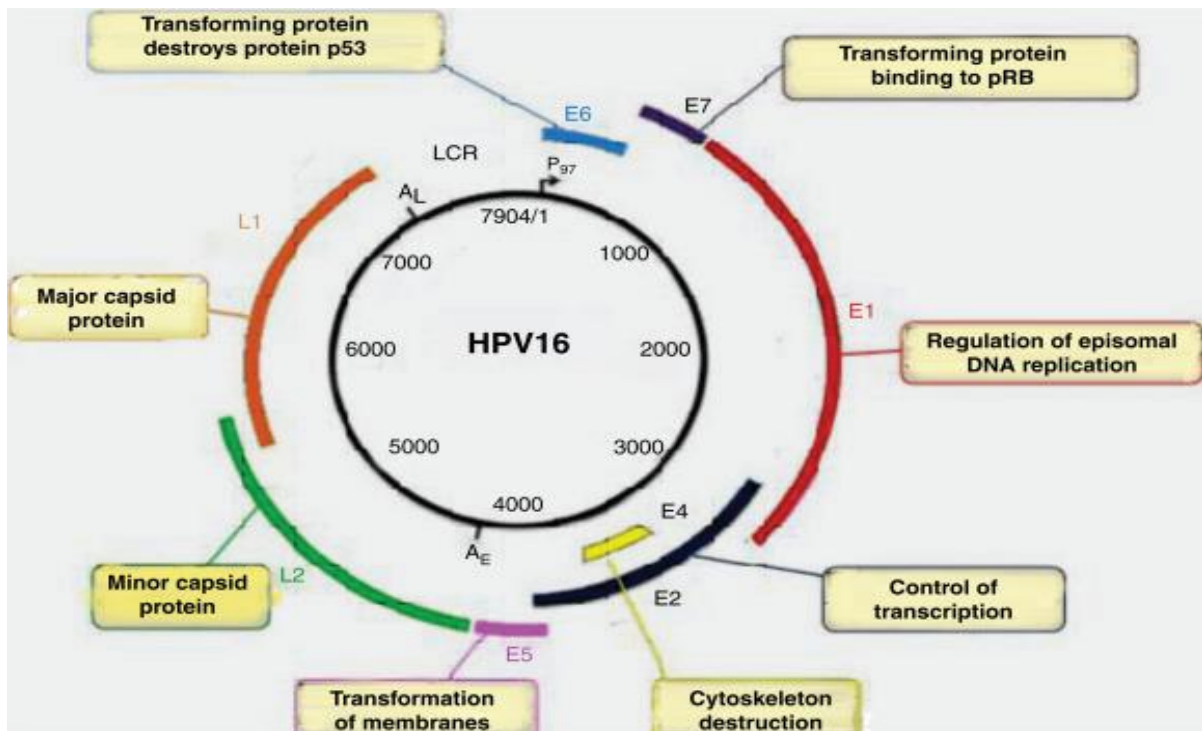 Transforming protein
destroys protein p53
Transforming protein
binding to pRB
E7
E6
LCR
P97
AL
7904/1
L1
1000
7000
Major capsid
protein
E1
HPV16
6000
2000
Regulation of episomal
DNA replication
5000
3000
4000
E4
AE
E2
Minor capsid
protein
L2
Control of
transcription
E5
Transformation
of membranes
Cytoskeleton
destruction